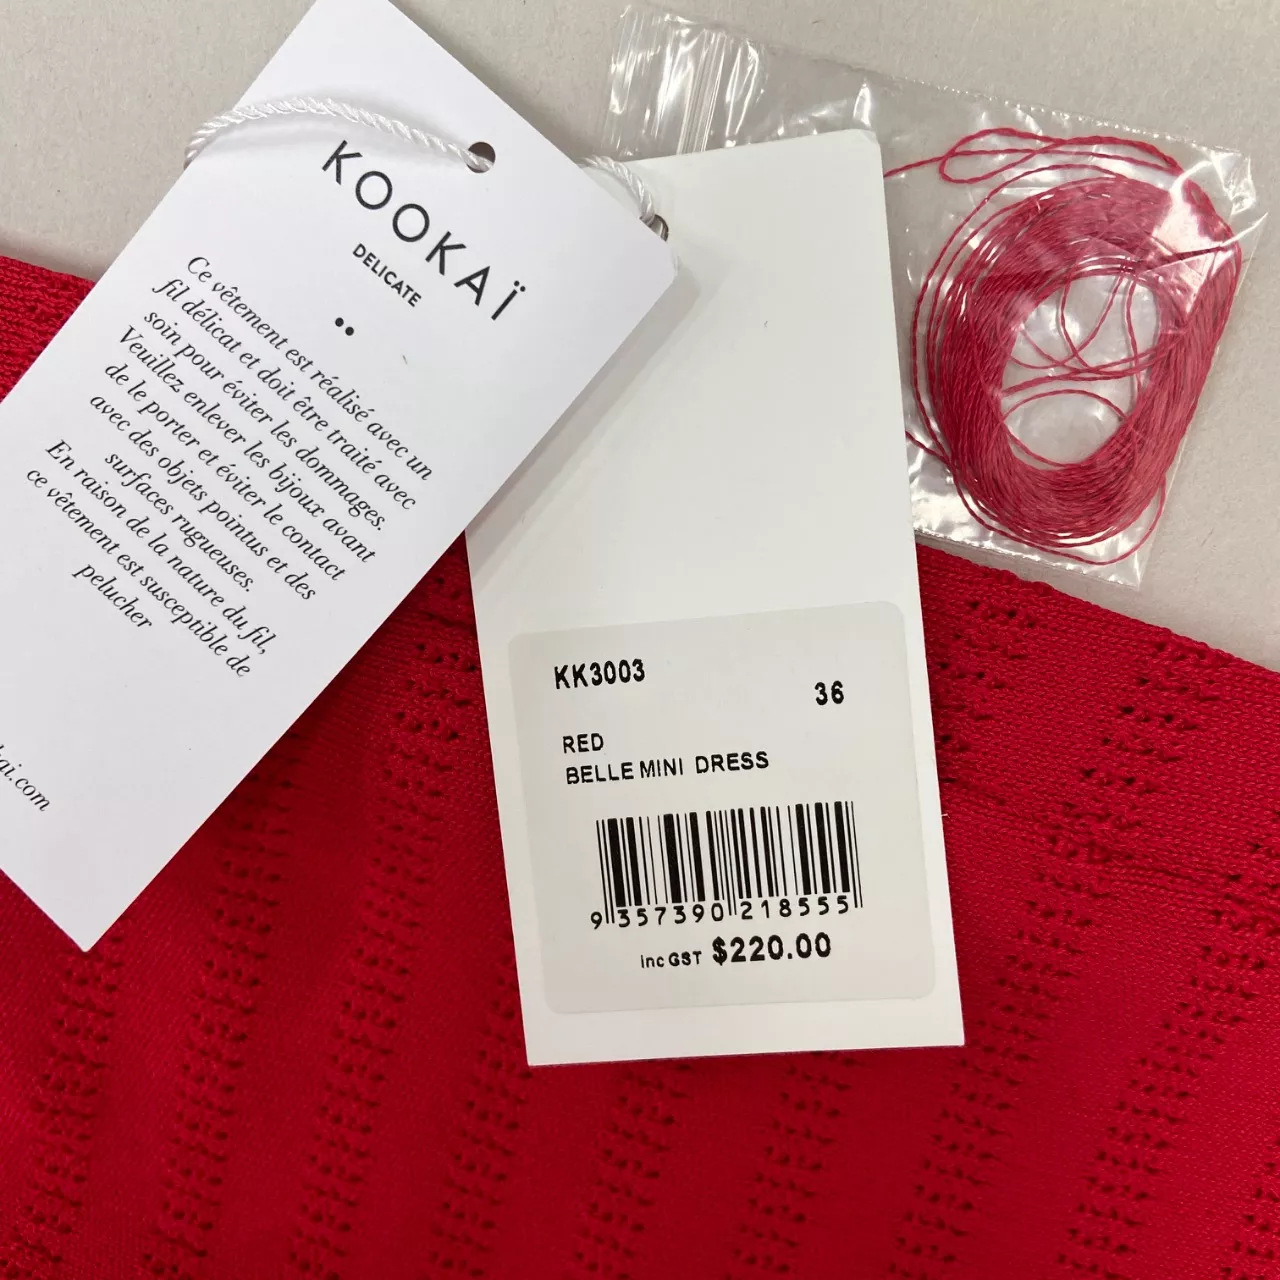 KOOKAÏ
DELICATE
Ce vêtement est réalisé avec un
fil délicat et doit être traité avec
soin pour éviter les dommages.
Veuillez enlever les bijoux avant
de le porter et éviter le contact
avec des objets pointus et des
surfaces rugueuses.
En raison de la nature du fil,
ce vêtement est susceptible de
pelucher
ai.com
KK3003
36
RED
BELLE MINI DRESS
9 357390 218555
inc GST $220.00